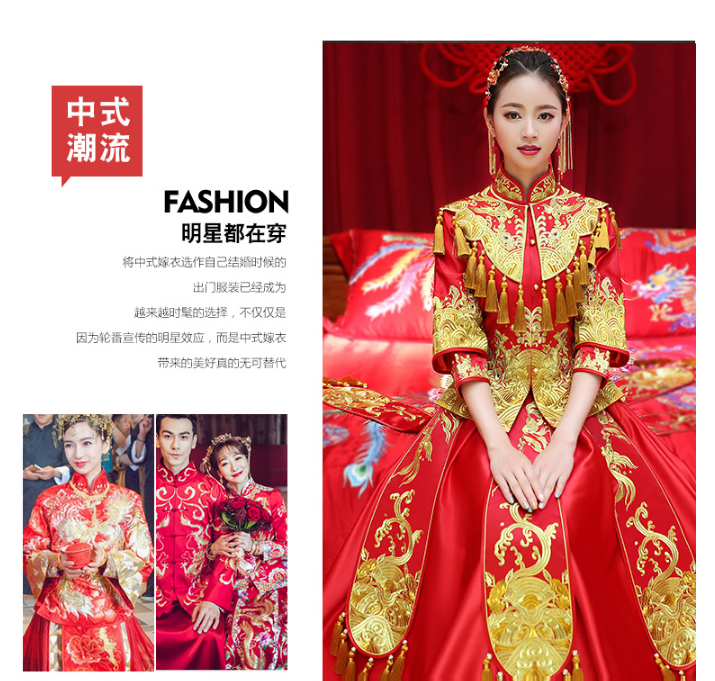 中式
潮流
FASHION
明星都在穿
将中式嫁衣选作自己结婚时候的
出门服装已经成为
越来越时髦的选择，不仅仅是
因为轮番宣传的明星效应，而是中式嫁衣
带来的美好真的无可替代